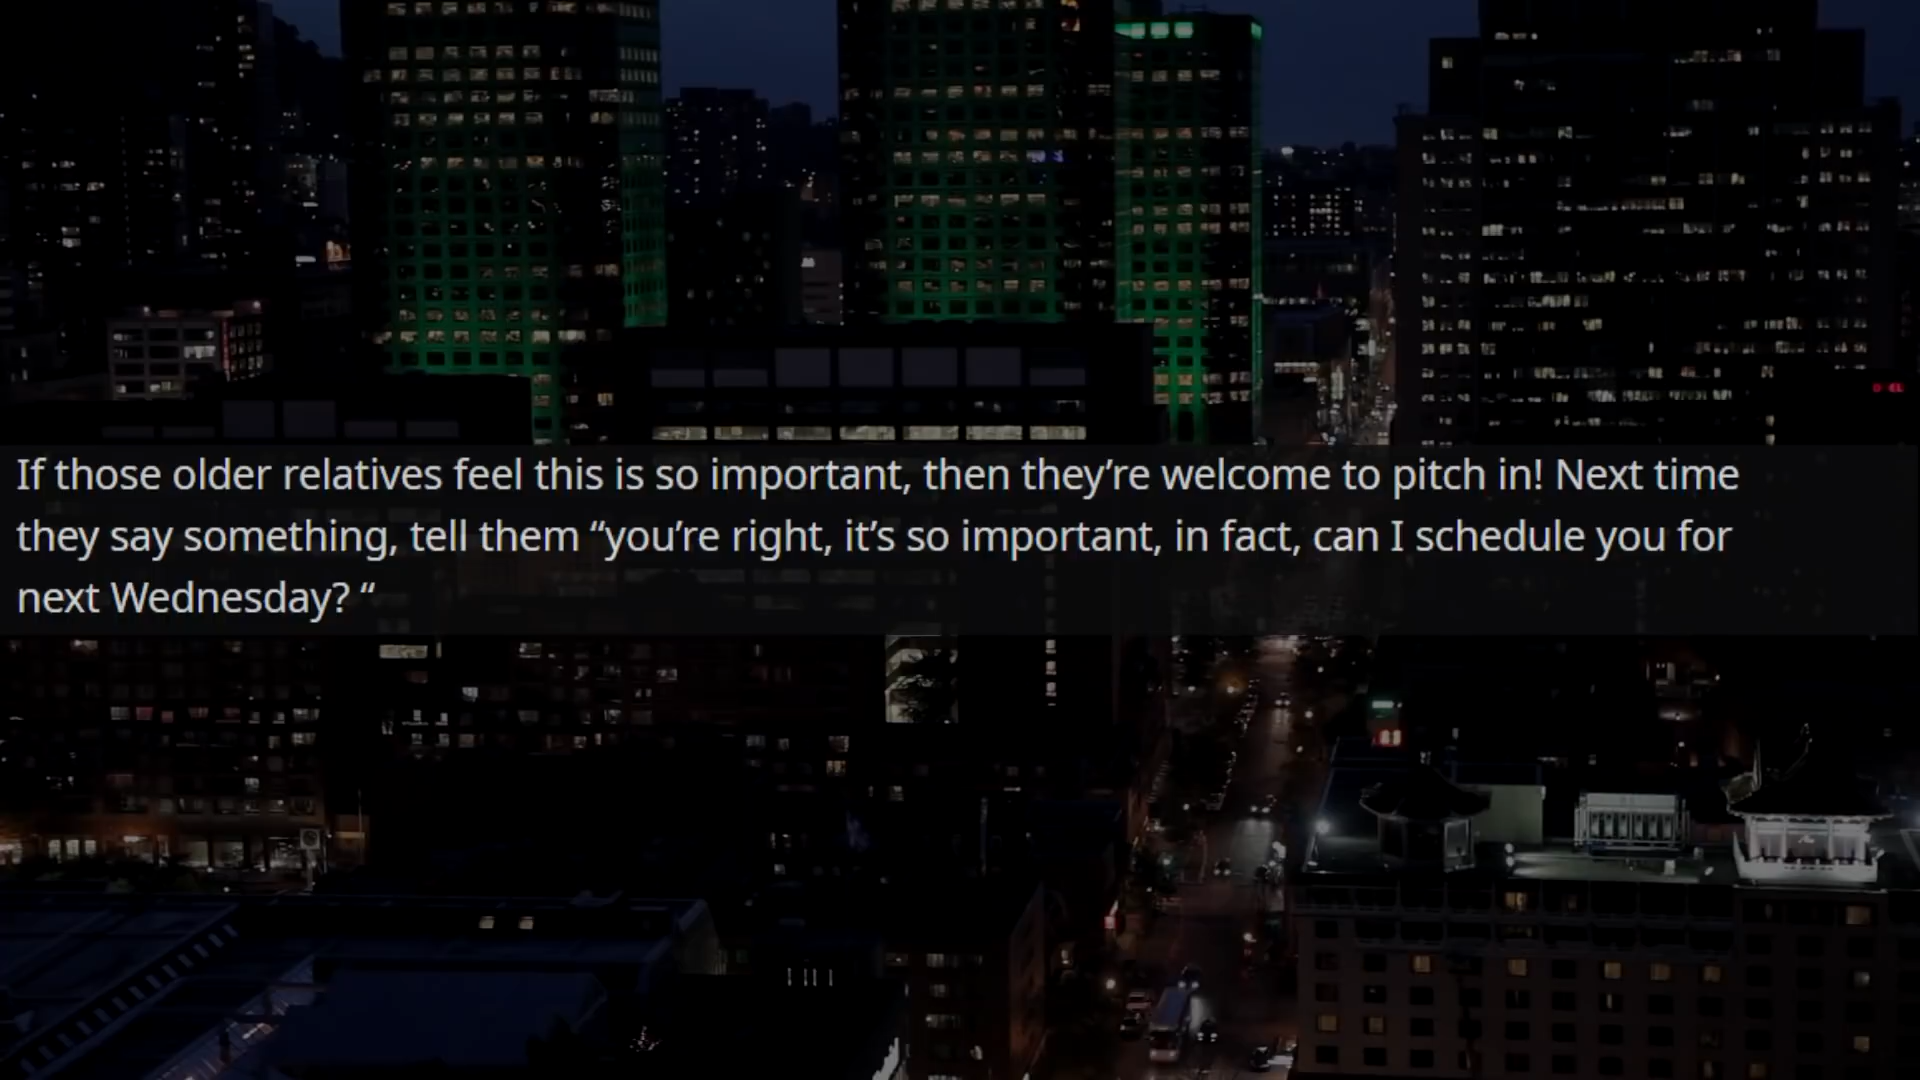 If those older relatives feel this is so important, then they’re welcome to pitch in! Next time
they say something, tell them “you’re right, it’s so important, in fact, can I schedule you for
next Wednesday? “